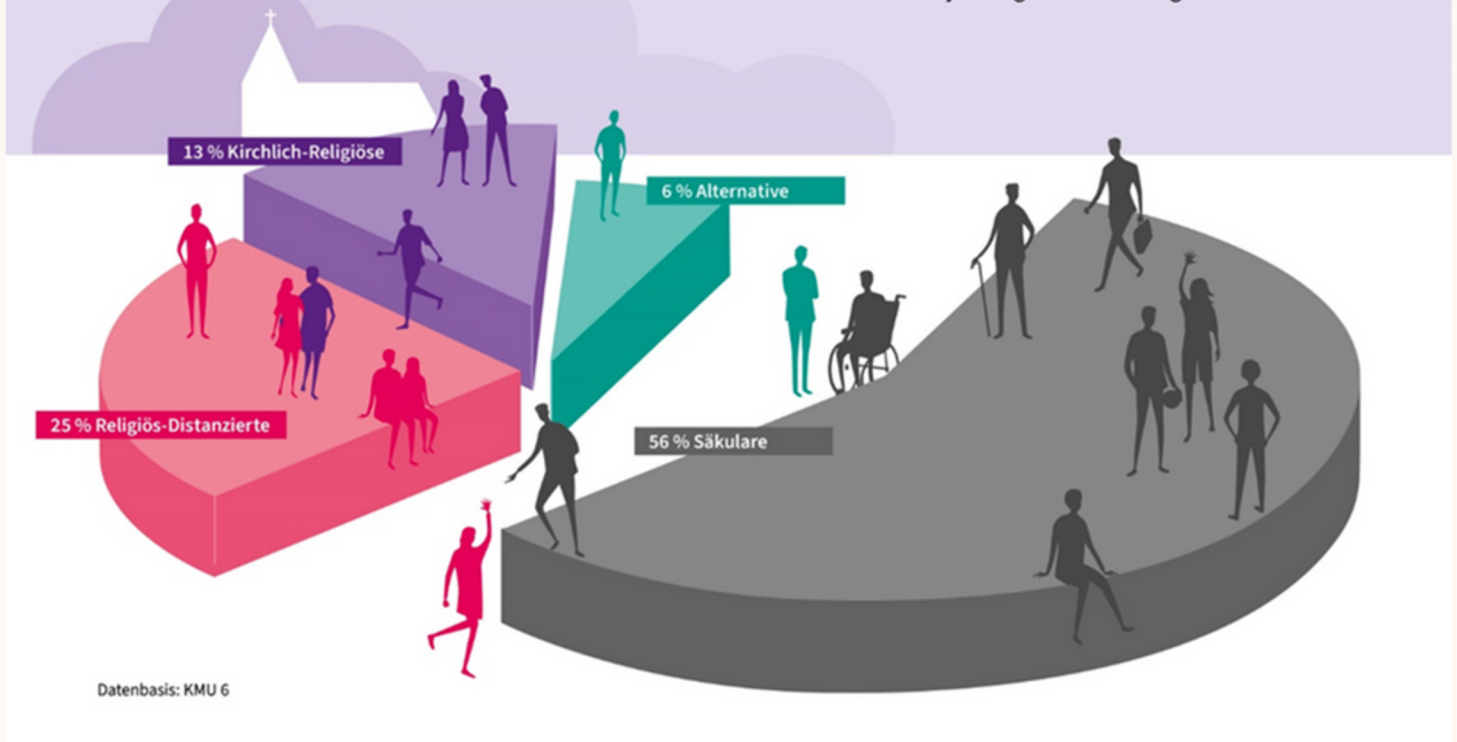 13 % Kirchlich-Religiöse
6 % Alternative
25 % Religiös-Distanzierte
56 % Säkulare
Datenbasis: KMU 6